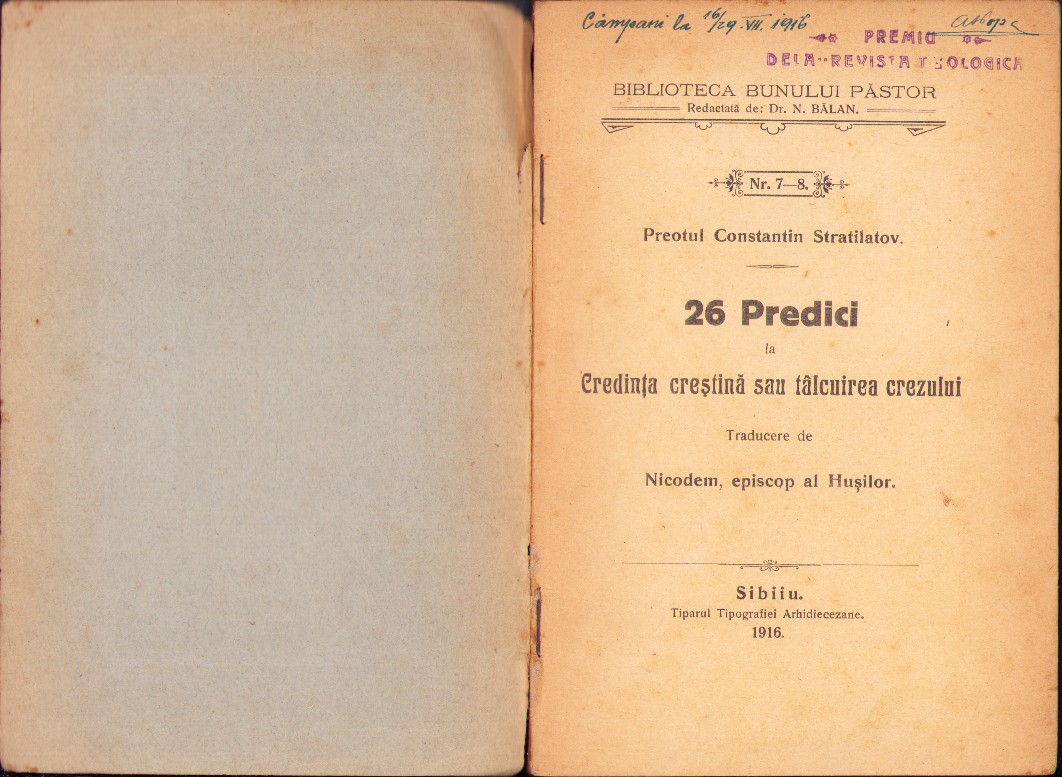 Câmpani la 16/29. VII. 1916
PREMIU
DELA REVISTA TEOLOGICA
BIBLIOTECA BUNULUI PĂSTOR
Redactată de: Dr. N. BĂLAN.
Nr. 7—8.
Preotul Constantin Stratilatov.
26 Predici
la
Credința creștină sau tâlcuirea crezului
Traducere de
Nicodem, episcop al Hușilor.
Sibiiu.
Tiparul Tipografiei Arhidiecezane.
1916.